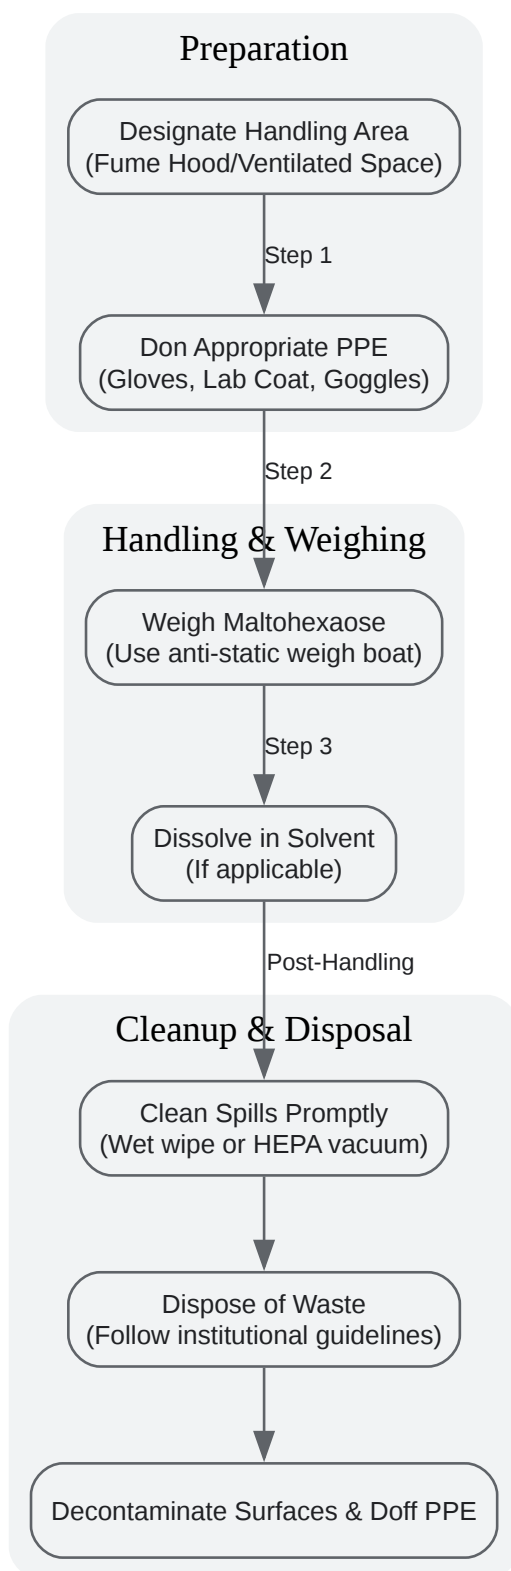 Preparation
Designate Handling Area
(Fume Hood/Ventilated Space)
Step 1
Don Appropriate PPE
(Gloves, Lab Coat, Goggles)
Step 2
Handling & Weighing
Weigh Maltohexaose
(Use anti-static weigh boat)
Step 3
Dissolve in Solvent
(If applicable)
Post-Handling
Cleanup & Disposal
Clean Spills Promptly
(Wet wipe or HEPA vacuum)
Dispose of Waste
(Follow institutional guidelines)
Decontaminate Surfaces & Doff PPE